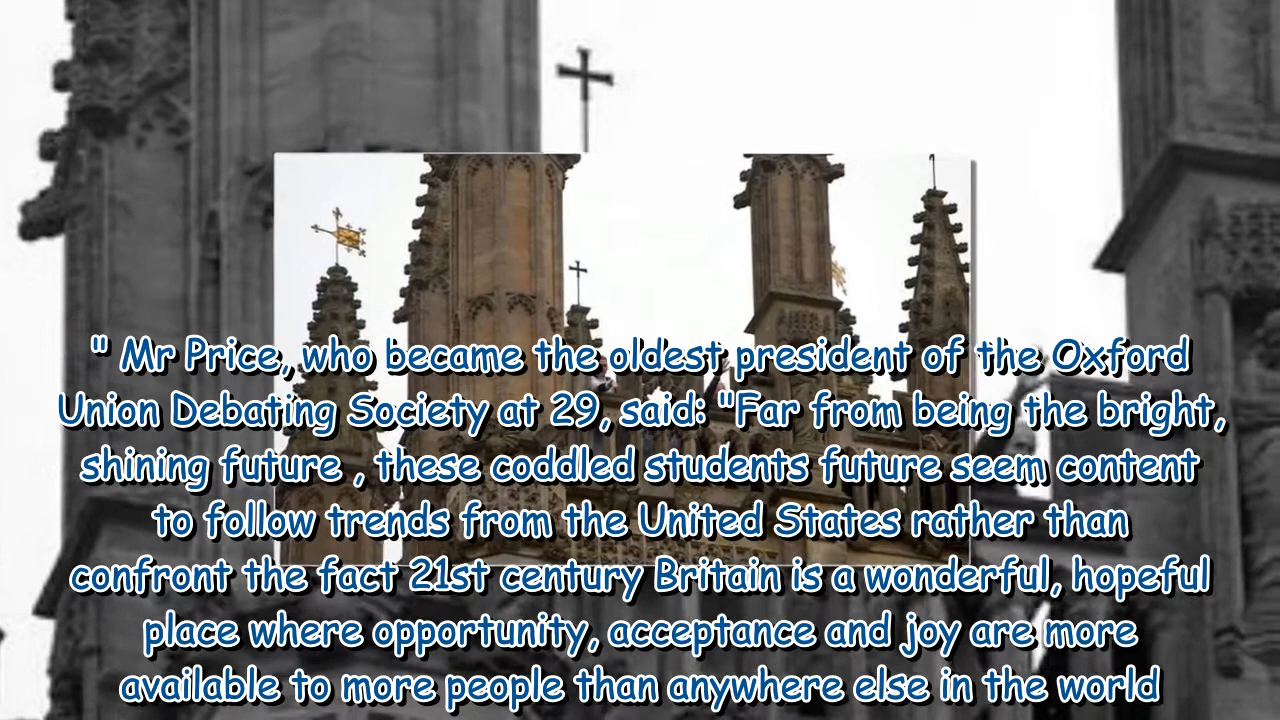 " Mr Price, who became the oldest president of the Oxford
Union Debating Society at 29, said: "Far from being the bright,
shining future , these coddled students future seem content
to follow trends from the United States rather than
confront the fact 21st century Britain is a wonderful, hopeful
place where opportunity, acceptance and joy are more
available to more people than anywhere else in the world